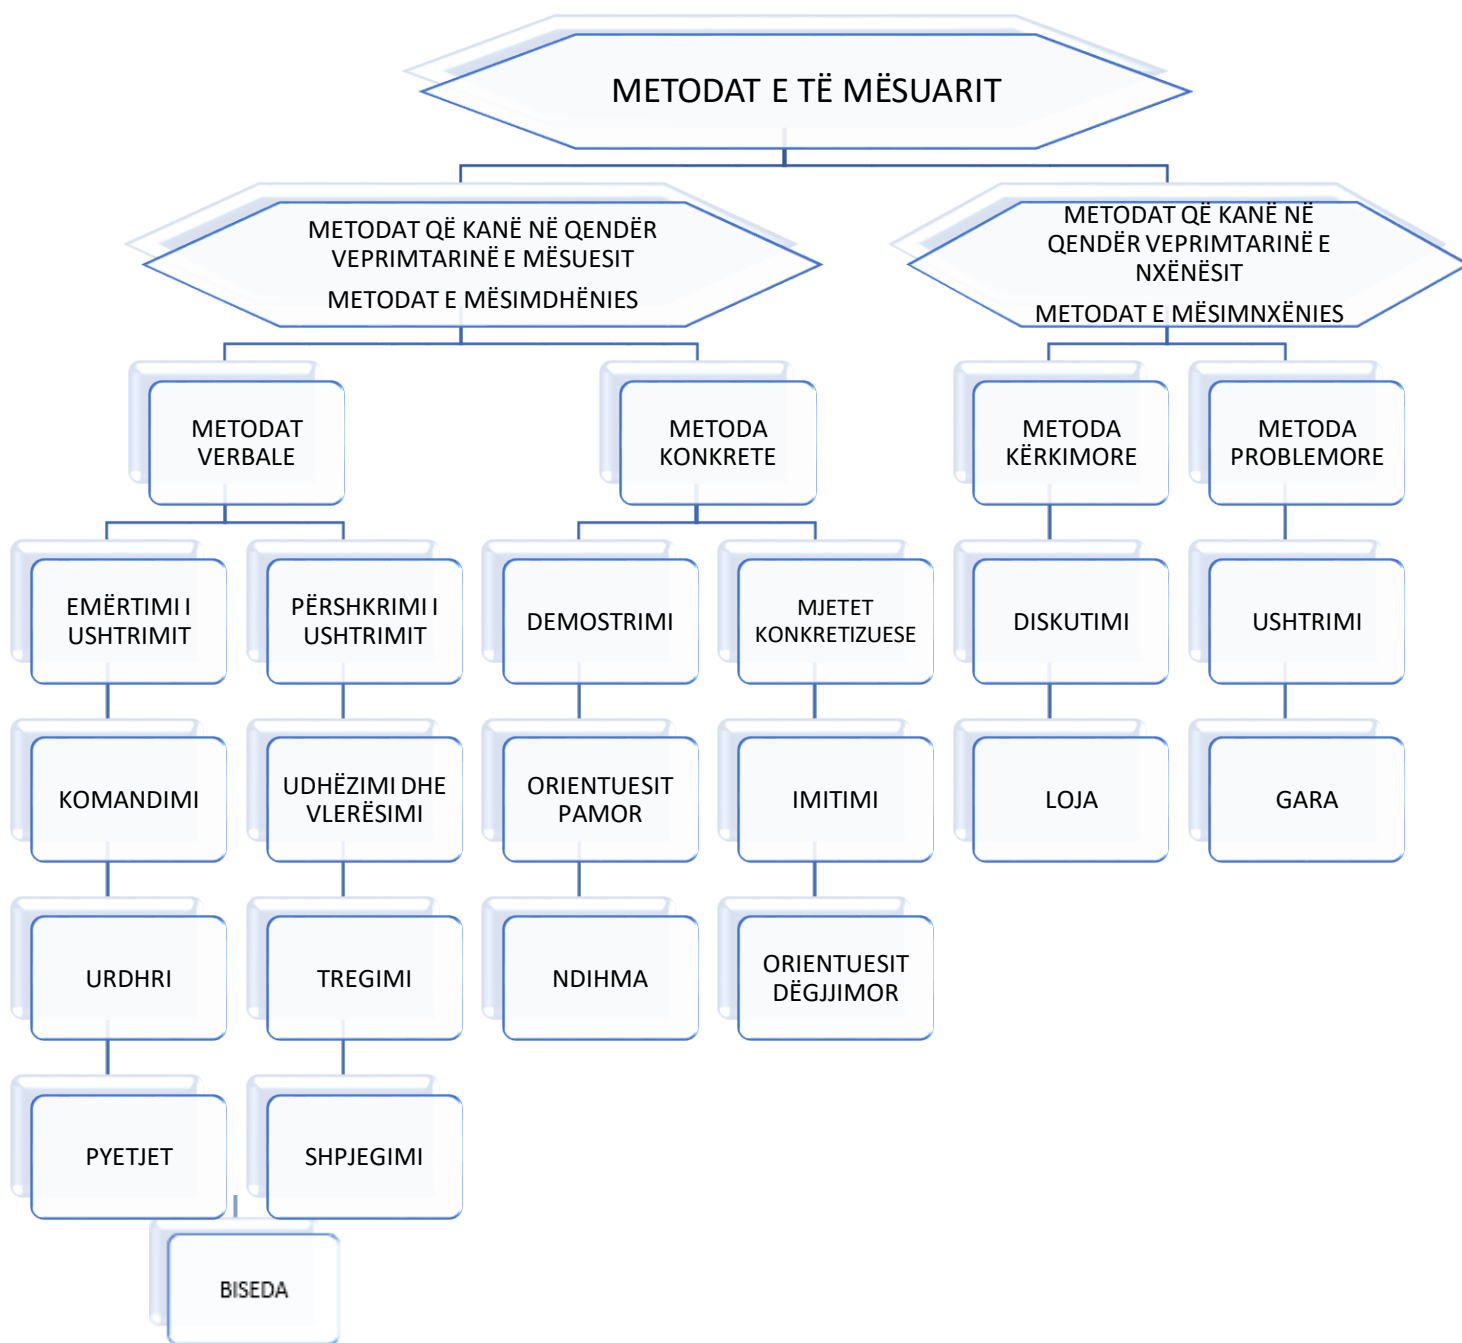 METODAT E TË MËSUARIT
METODAT QË KANË NË QENDËR
VEPRIMTARINË E MËSUESIT
METODAT E MËSIMDHËNIES
METODAT QË KANË NË
QENDËR VEPRIMTARINË E
NXËNËSIT
METODAT E MËSIMNXËNIES
METODAT
VERBALE
METODA
KONKRETE
METODA
KËRKIMORE
METODA
PROBLEMORE
EMËRTIMI I
USHTRIMIT
PËRSHKRIMI I
USHTRIMIT
DEMOSTRIMI
MJETET
KONKRETIZUESE
DISKUTIMI
USHTRIMI
KOMANDIMI
UDHËZIMI DHE
VLERËSIMI
ORIENTUESIT
PAMOR
IMITIMI
LOJA
GARA
URDHRI
TREGIMI
NDIHMA
ORIENTUESIT
DËGJJIMOR
PYETJET
SHPJEGIMI
BISEDA